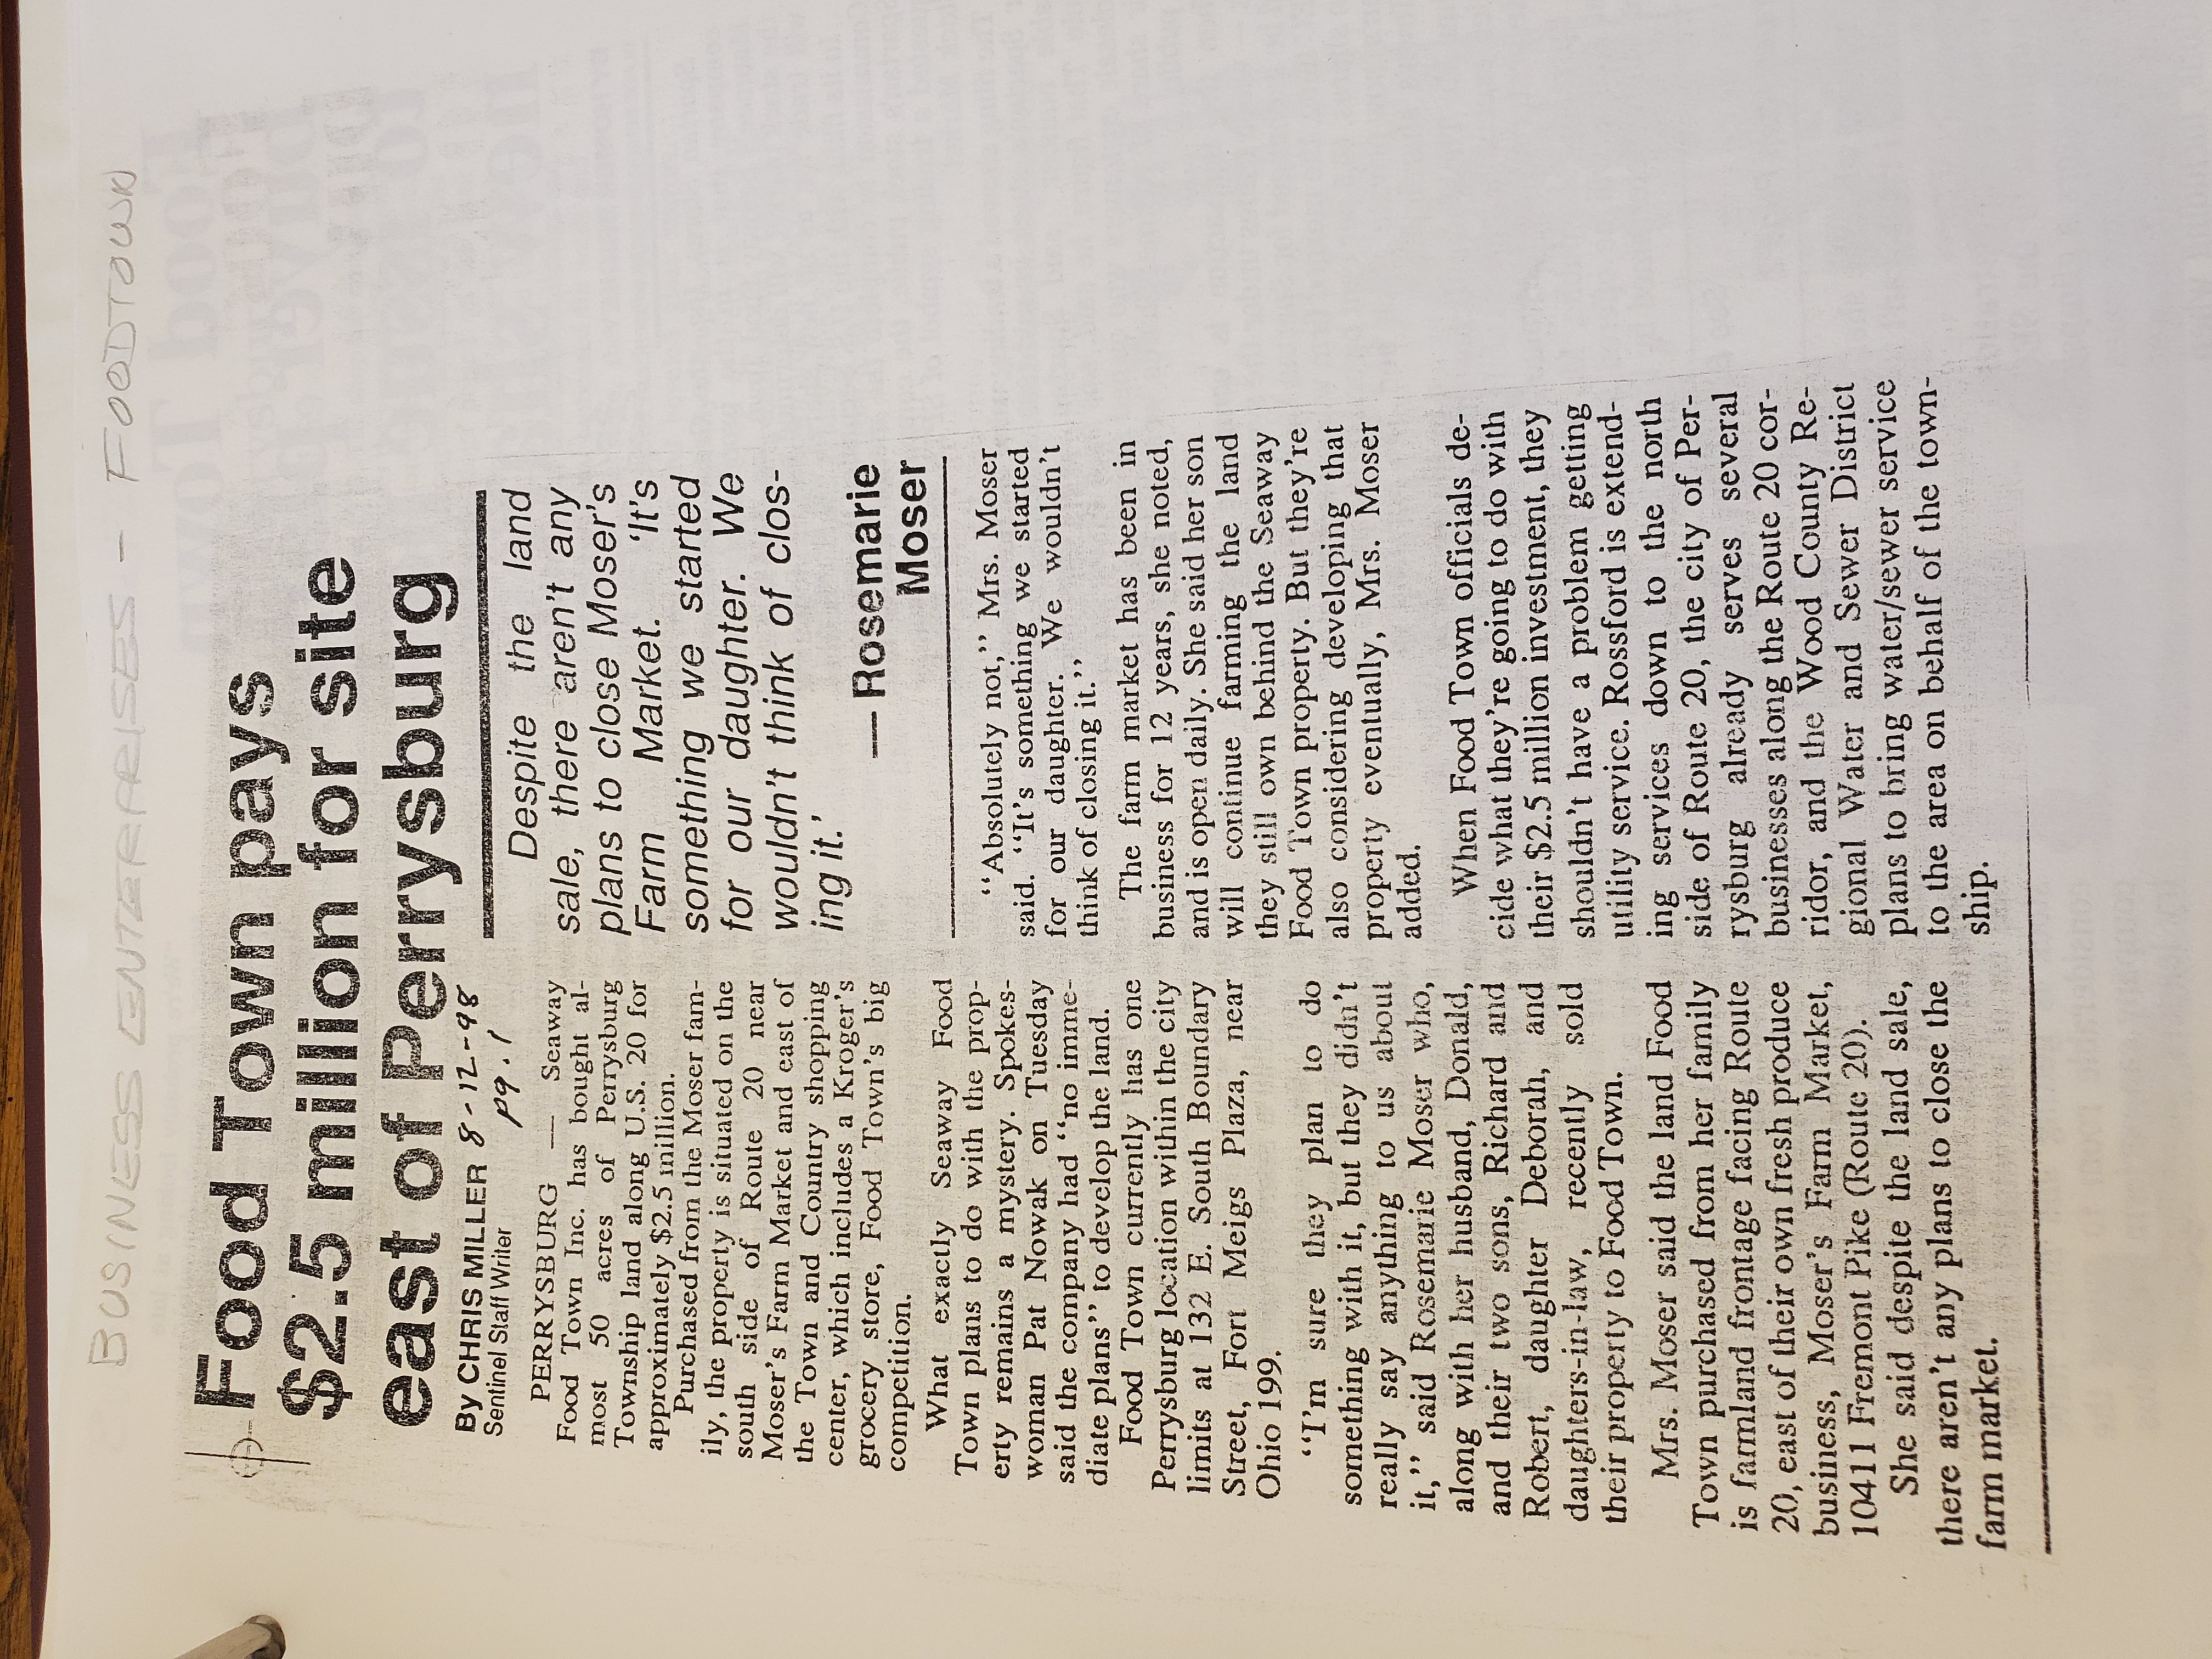 BUSINESS ENTERPRISES - FOODTOWN
Food Town pays
$2.5 million for site
east of Perrysburg
By CHRIS MILLER 8-12-98
Sentinel Staff Writer pg. 1
PERRYSBURG — Seaway
Food Town Inc. has bought al-
most 50 acres of Perrysburg
Township land along U.S. 20 for
approximately $2.5 million.
Purchased from the Moser fam-
ily, the property is situated on the
south side of Route 20 near
Moser's Farm Market and east of
the Town and Country shopping
center, which includes a Kroger's
grocery store, Food Town's big
competition.
What exactly Seaway Food
Town plans to do with the prop-
erty remains a mystery. Spokes-
woman Pat Nowak on Tuesday
said the company had "no imme-
diate plans" to develop the land.
Food Town currently has one
Perrysburg location within the city
limits at 132 E. South Boundary
Street, Fort Meigs Plaza, near
Ohio 199.
"I'm sure they plan to do
something with it, but they didn't
really say anything to us about
it," said Rosemarie Moser who,
along with her husband, Donald,
and their two sons, Richard and
Robert, daughter Deborah, and
daughters-in-law, recently sold
their property to Food Town.
Mrs. Moser said the land Food
Town purchased from her family
is farmland frontage facing Route
20, east of their own fresh produce
business, Moser's Farm Market,
10411 Fremont Pike (Route 20).
She said despite the land sale,
there aren't any plans to close the
farm market.
Despite the land
sale, there aren't any
plans to close Moser's
Farm Market. 'It's
something we started
for our daughter. We
wouldn't think of clos-
ing it.'
— Rosemarie
Moser
"Absolutely not," Mrs. Moser
said. "It's something we started
for our daughter. We wouldn't
think of closing it."
The farm market has been in
business for 12 years, she noted,
and is open daily. She said her son
will continue farming the land
they still own behind the Seaway
Food Town property. But they're
also considering developing that
property eventually, Mrs. Moser
added.
When Food Town officials de-
cide what they're going to do with
their $2.5 million investment, they
shouldn't have a problem getting
utility service. Rossford is extend-
ing services down to the north
side of Route 20, the city of Per-
rysburg already serves several
businesses along the Route 20 cor-
ridor, and the Wood County Re-
gional Water and Sewer District
plans to bring water/sewer service
to the area on behalf of the town-
ship.